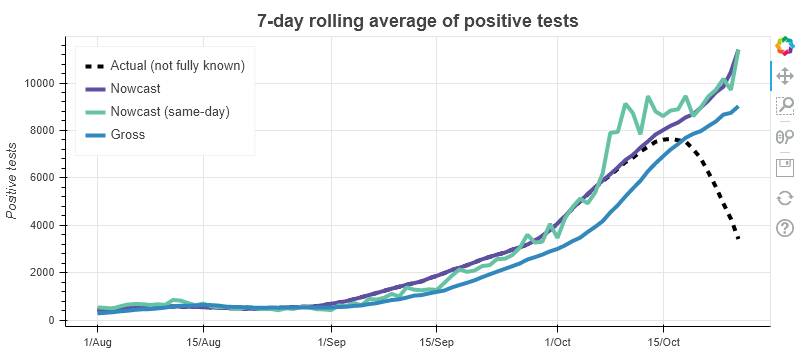 7-day rolling average of positive tests
Actual (not fully known)
Nowcast
Nowcast (same-day)
Gross
Positive tests
10000
8000
6000
4000
2000
0
1/Aug
15/Aug
1/Sep
15/Sep
1/Oct
15/Oct